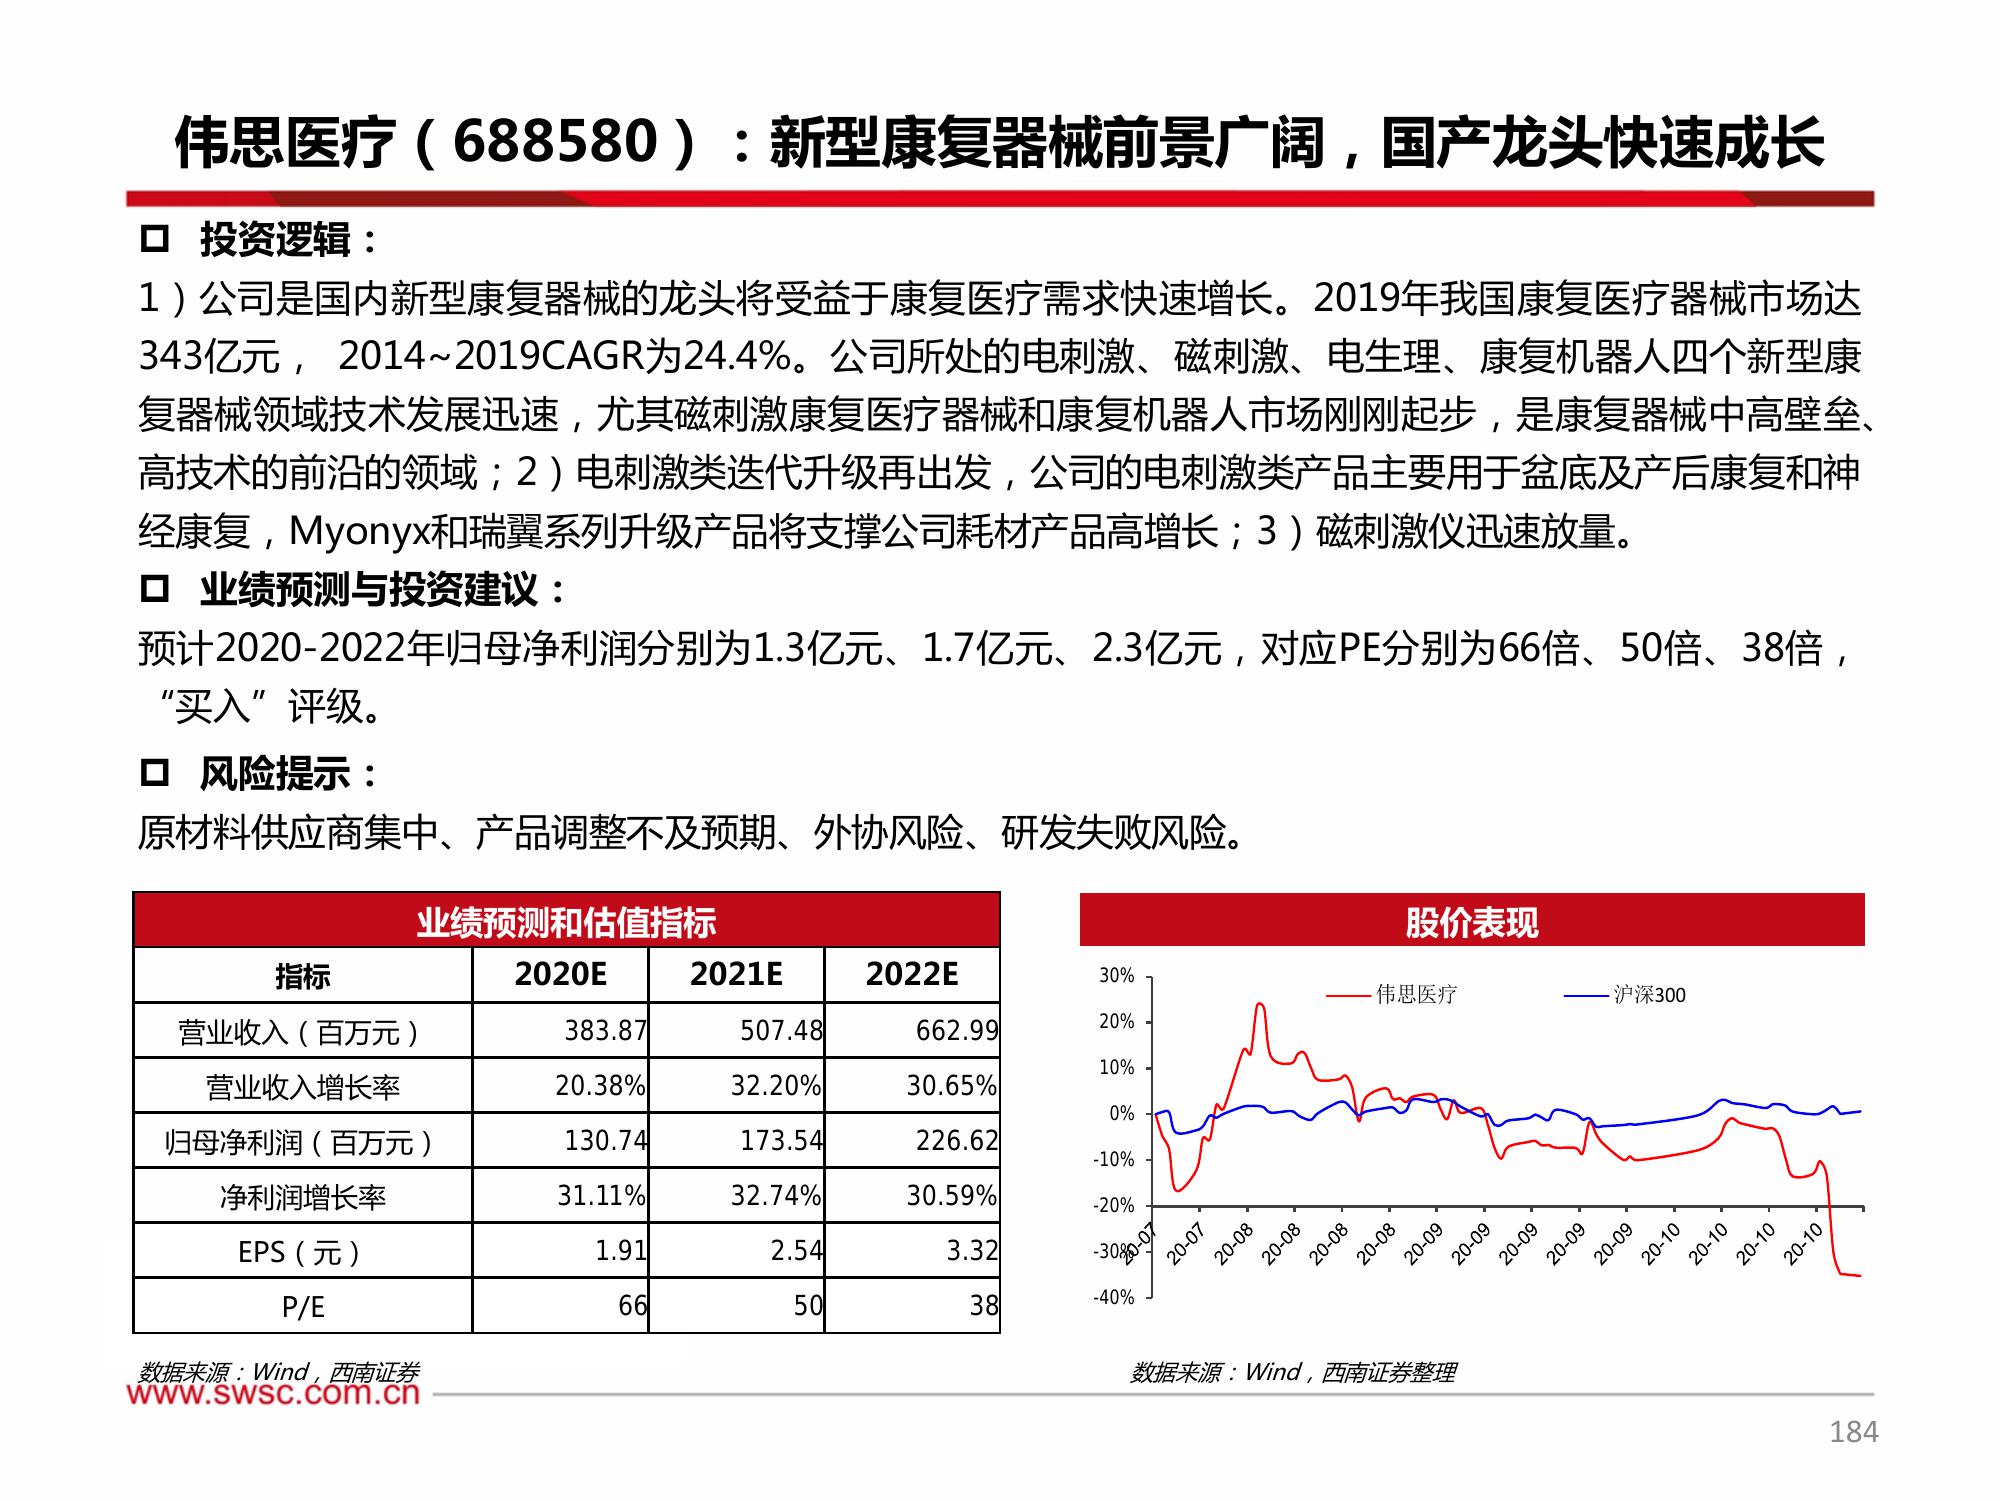 伟思医疗（688580）：新型康复器械前景广阔，国产龙头快速成长
投资逻辑：
1）公司是国内新型康复器械的龙头将受益于康复医疗需求快速增长。2019年我国康复医疗器械市场达
343亿元， 2014~2019CAGR为24.4%。公司所处的电刺激、磁刺激、电生理、康复机器人四个新型康
复器械领域技术发展迅速，尤其磁刺激康复医疗器械和康复机器人市场刚刚起步，是康复器械中高壁垒、
高技术的前沿的领域；2）电刺激类迭代升级再出发，公司的电刺激类产品主要用于盆底及产后康复和神
经康复，Myonyx和瑞翼系列升级产品将支撑公司耗材产品高增长；3）磁刺激仪迅速放量。
业绩预测与投资建议：
预计2020-2022年归母净利润分别为1.3亿元、1.7亿元、2.3亿元，对应PE分别为66倍、50倍、38倍，
“买入”评级。
风险提示：
原材料供应商集中、产品调整不及预期、外协风险、研发失败风险。
业绩预测和估值指标
指标 2020E 2021E 2022E
营业收入（百万元） 383.87 507.48 662.99
营业收入增长率 20.38% 32.20% 30.65%
归母净利润（百万元） 130.74 173.54 226.62
净利润增长率 31.11% 32.74% 30.59%
EPS（元） 1.91 2.54 3.32
P/E 66 50 38
数据来源：Wind，西南证券
股价表现
伟思医疗 沪深300
30%
20%
10%
0%
-10%
-20%
-30%
-40%
20-07 20-07 20-08 20-08 20-08 20-08 20-09 20-09 20-09 20-09 20-09 20-10 20-10 20-10 20-10
数据来源：Wind，西南证券整理
www.swsc.com.cn
184